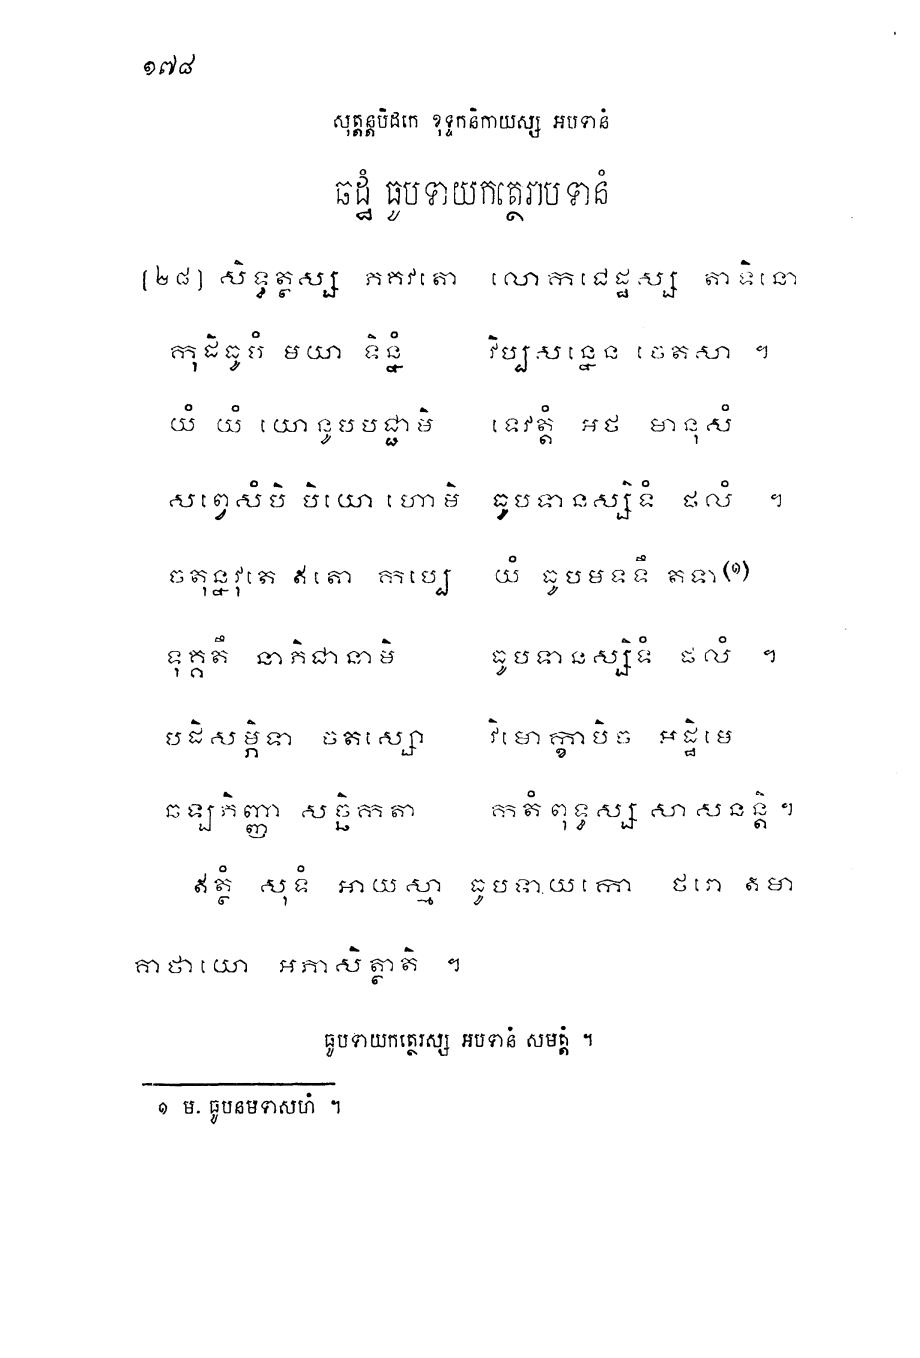 ១៧៨
សុត្តន្តបិដកេ ខុទ្ទកនិកាយស្ស អបទានំ
ឆដ្ឋំ ធូបទាយកត្ថេរាបទានំ
[២៨] សិទ្ធត្ថស្ស ភគវតោ លោកជេដ្ឋស្ស តាទិនោ
កុដិធូបំ មយា ទិន្នំ វិប្បសន្នេន ចេតសា ។
យំ យំ យោនូបបជ្ជាមិ ទេវត្តំ អថ មានុសំ
សព្វេសំបិ បិយោ ហោមិ ធូបទានស្សិទំ ផលំ ។
ចតុន្នវុតេ ឥតោ កប្បេ យំ ធូបមទទឹ តទា(១)
ទុគ្គតឹ នាភិជានាមិ ធូបទានស្សិទំ ផលំ ។
បដិសម្ភិទា ចតស្សោ វិមោក្ខាបិច អដ្ឋិមេ
ឆឡភិញ្ញា សច្ឆិកតា កតំ ពុទ្ធស្ស សាសនន្តិ ។
ឥត្ថំ សុទំ អាយស្មា ធូបទាយកោ ថេរោ ឥមា
គាថាយោ អភាសិត្ថាតិ ។
ធូបទាយកត្ថេរស្ស អបទានំ សមត្តំ ។
១ ម. ធូបនមទាសហំ ។